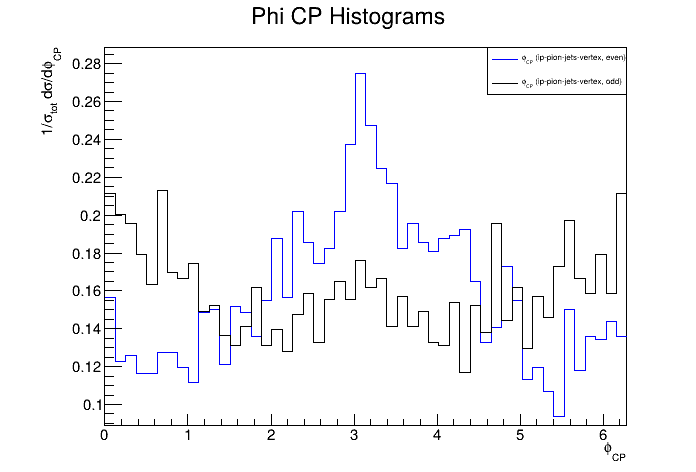 Phi CP Histograms
1/σtot dσ/dϕCP
ϕCP (ip-pion-jets-vertex, even)
ϕCP (ip-pion-jets-vertex, odd)
0.28
0.26
0.24
0.22
0.2
0.18
0.16
0.14
0.12
0.1
0 1 2 3 4 5 6
ϕCP